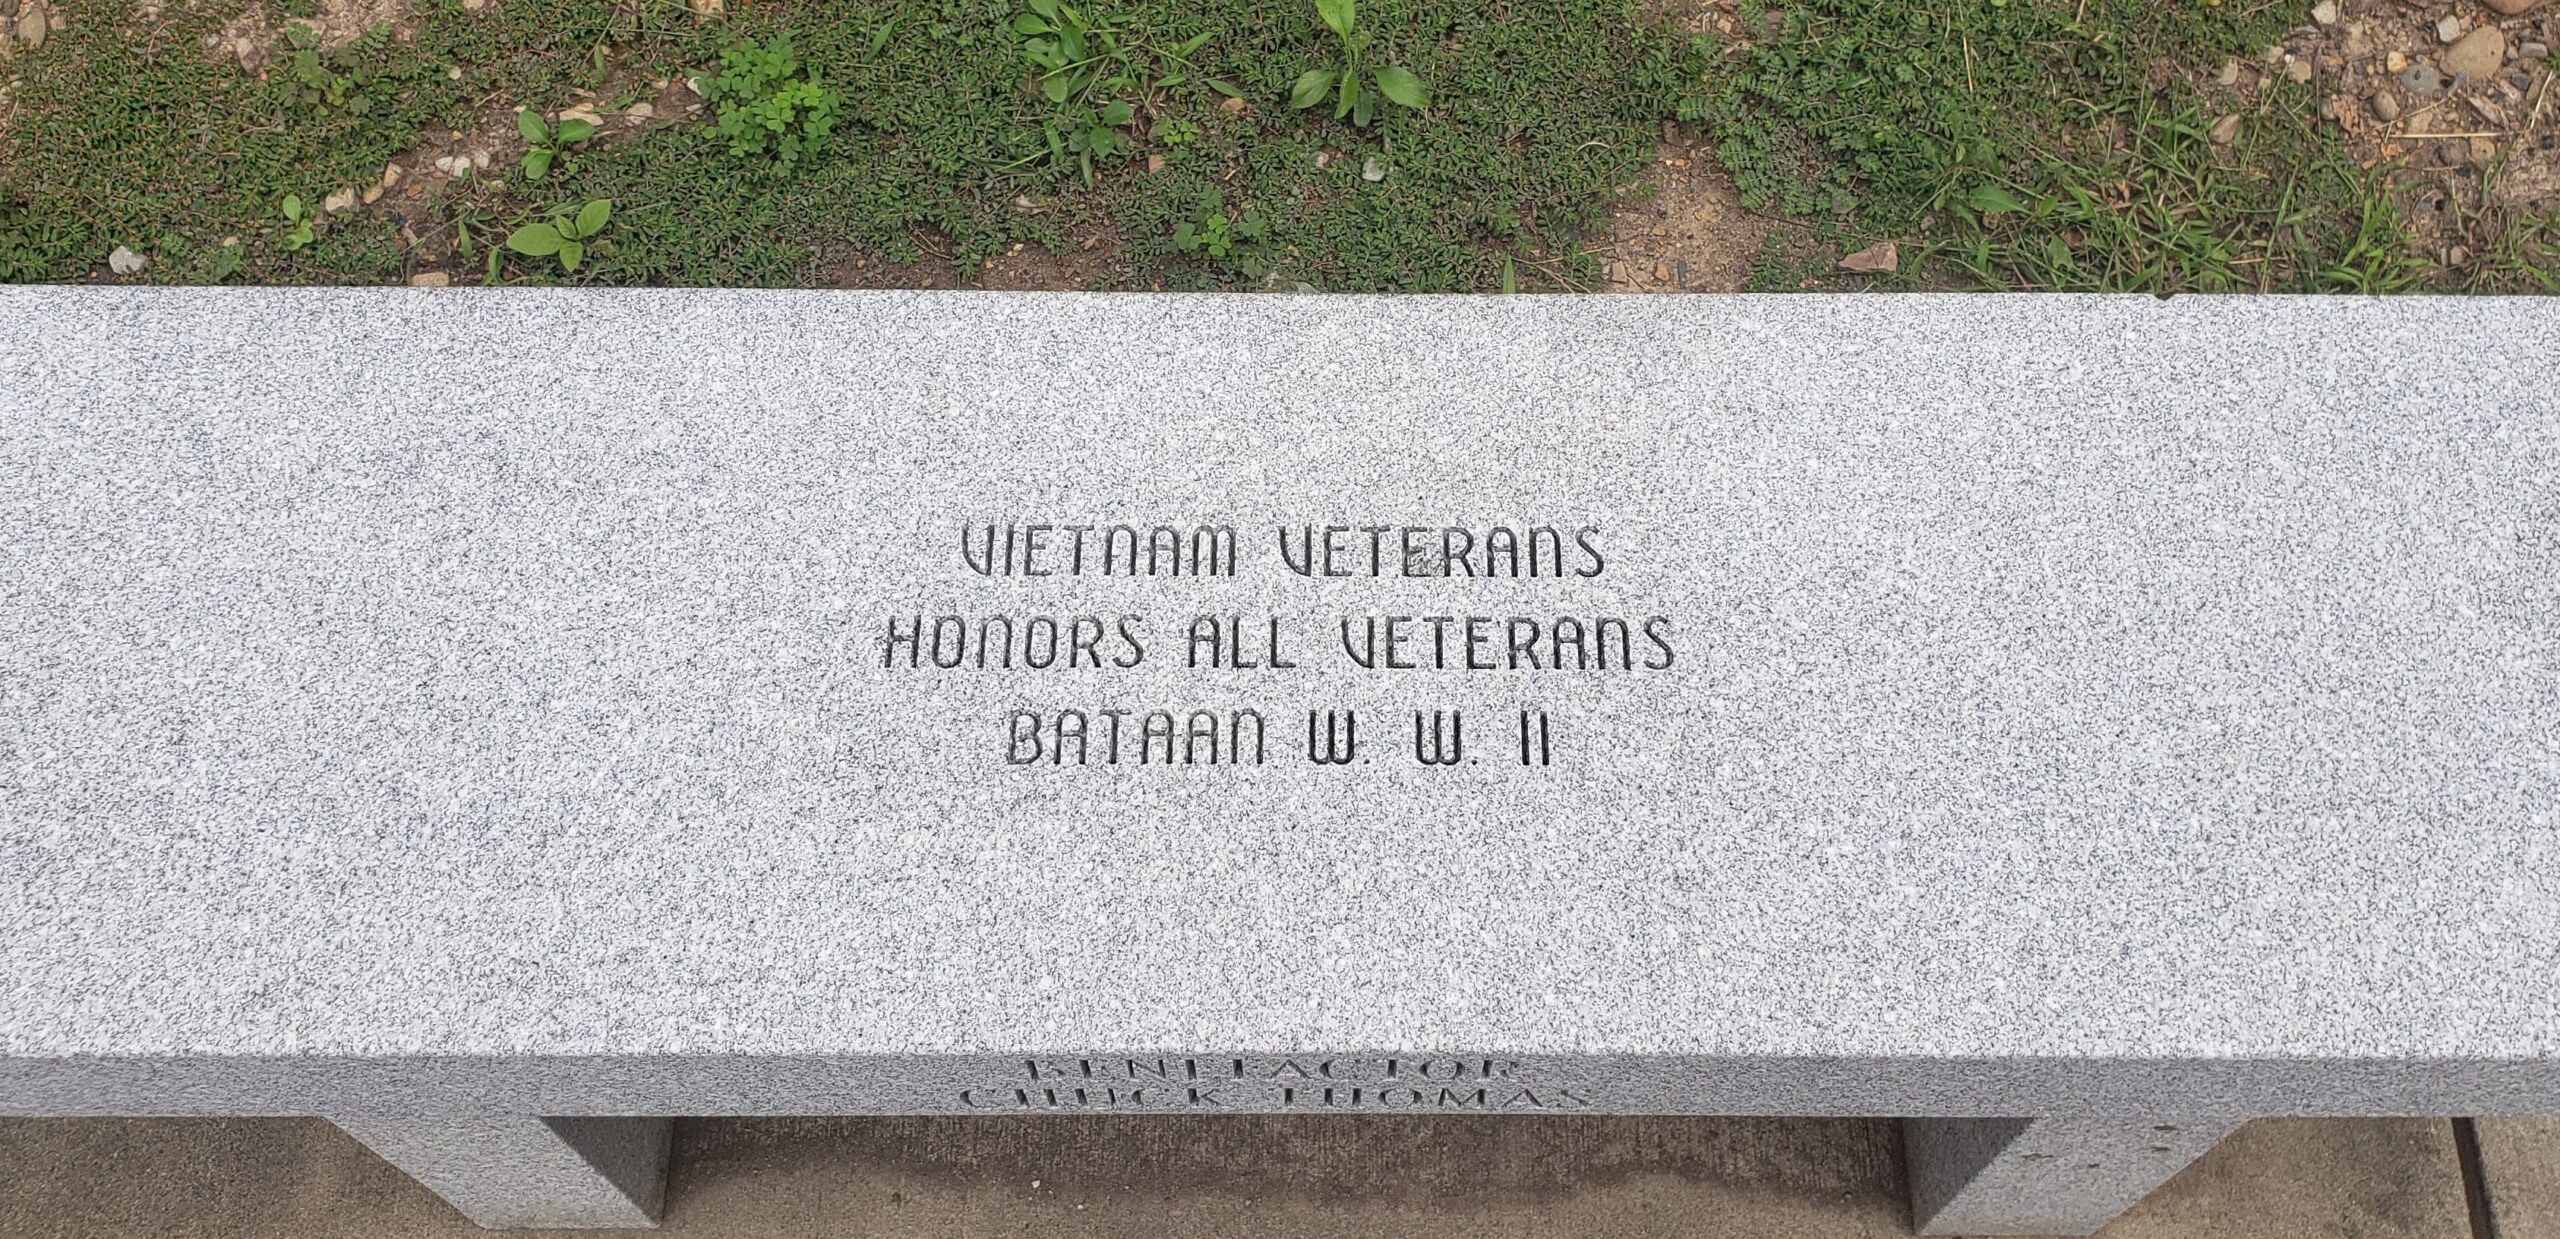 VIETNAM VETERANS
HONORS ALL VETERANS
BATAAN W. W. II
BENEFACTOR
CHUCK THOMAS